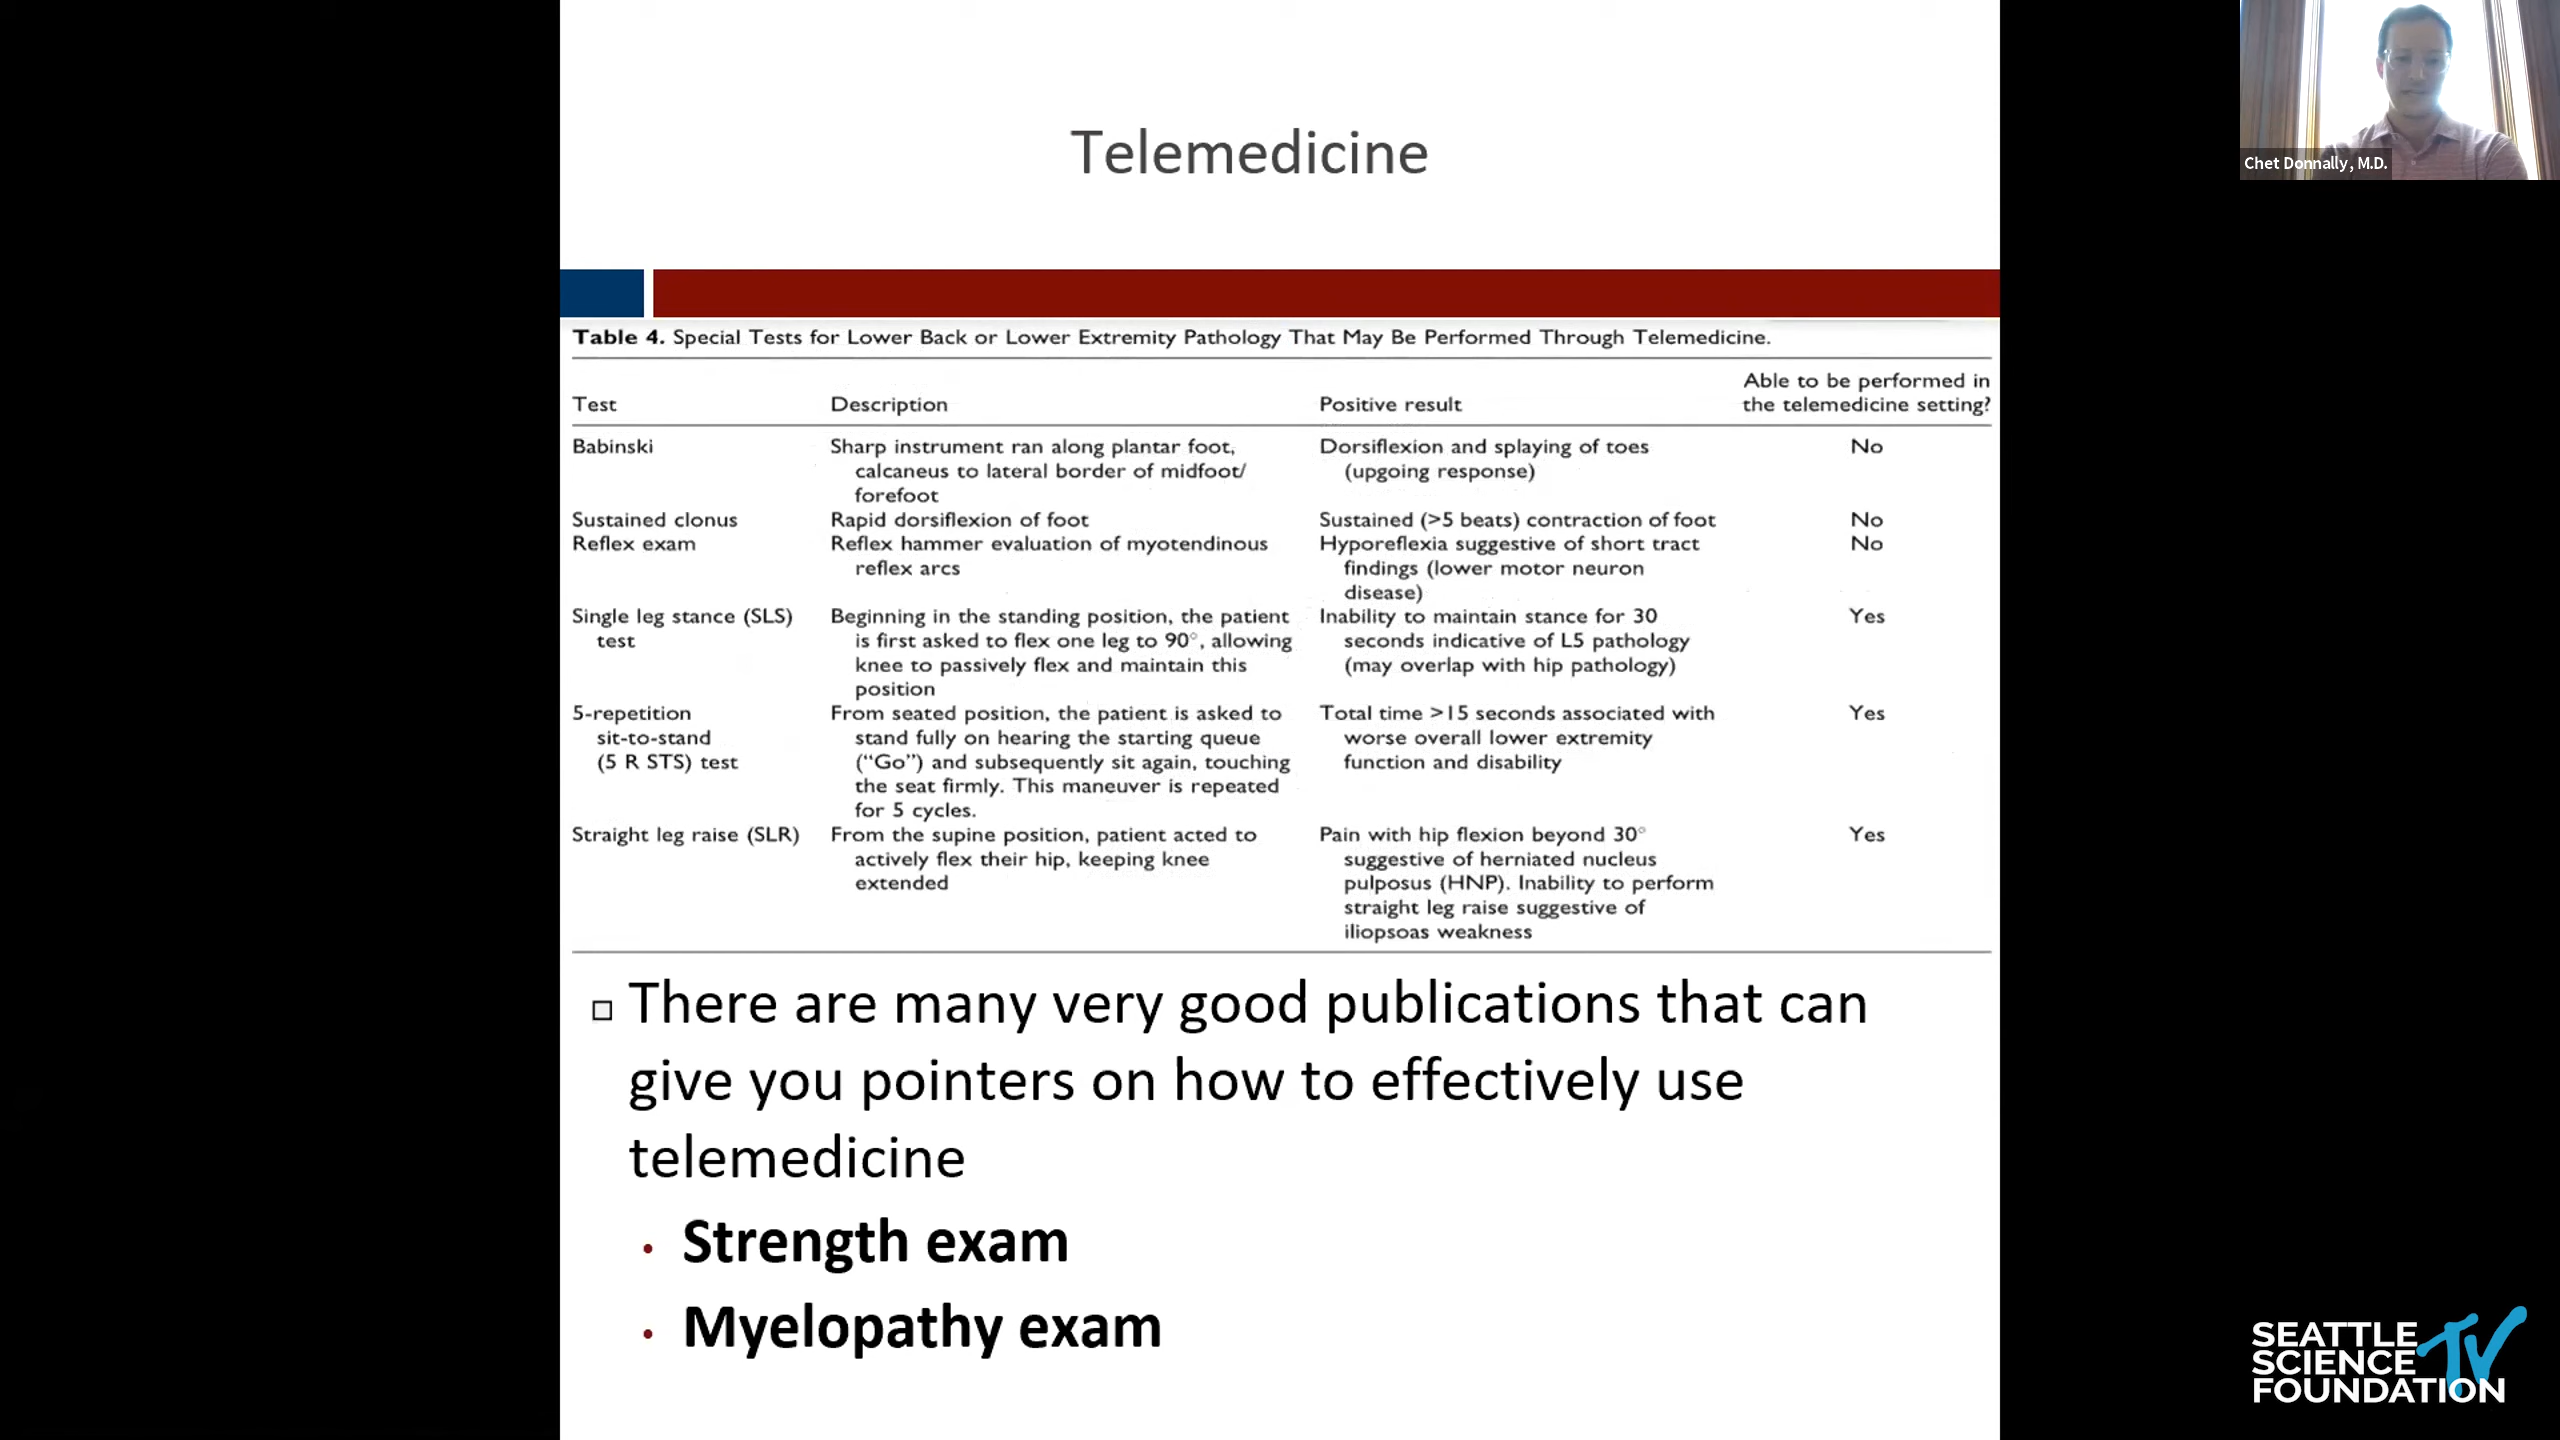 Telemedicine
Chet Donnally, M.D.
Table 4. Special Tests for Lower Back or Lower Extremity Pathology That May Be Performed Through Telemedicine.
Able to be performed in
Test Description Positive result the telemedicine setting?
Babinski Sharp instrument ran along plantar foot, Dorsiflexion and splaying of toes No
calcaneus to lateral border of midfoot/ (upgoing response)
forefoot
Sustained clonus Rapid dorsiflexion of foot Sustained (>5 beats) contraction of foot No
Reflex exam Reflex hammer evaluation of myotendinous Hyporeflexia suggestive of short tract No
reflex arcs findings (lower motor neuron
disease)
Single leg stance (SLS) Beginning in the standing position, the patient Inability to maintain stance for 30 Yes
test is first asked to flex one leg to 90°, allowing seconds indicative of L5 pathology
knee to passively flex and maintain this (may overlap with hip pathology)
position
5-repetition From seated position, the patient is asked to Total time >15 seconds associated with Yes
sit-to-stand stand fully on hearing the starting queue worse overall lower extremity
(5 R STS) test ("Go") and subsequently sit again, touching function and disability
the seat firmly. This maneuver is repeated
for 5 cycles.
Straight leg raise (SLR) From the supine position, patient acted to Pain with hip flexion beyond 30° Yes
actively flex their hip, keeping knee suggestive of herniated nucleus
extended pulposus (HNP). Inability to perform
straight leg raise suggestive of
iliopsoas weakness
There are many very good publications that can
give you pointers on how to effectively use
telemedicine
• Strength exam
• Myelopathy exam
SEATTLE
SCIENCE TV
FOUNDATION